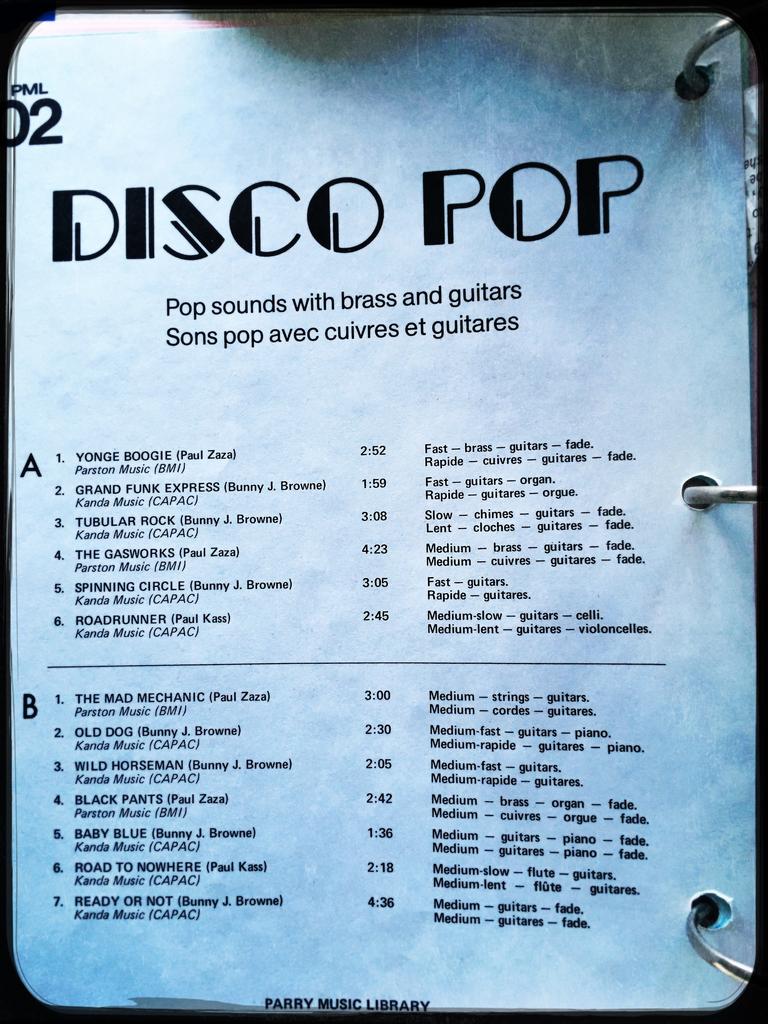 PML
02
DISCO POP
Pop sounds with brass and guitars
Sons pop avec cuivres et guitares
A
1. YONGE BOOGIE (Paul Zaza) 2:52 Fast — brass — guitars — fade.
Parston Music (BMI) Rapide — cuivres — guitares — fade.
2. GRAND FUNK EXPRESS (Bunny J. Browne) 1:59 Fast — guitars — organ.
Kanda Music (CAPAC) Rapide — guitares — orgue.
3. TUBULAR ROCK (Bunny J. Browne) 3:08 Slow — chimes — guitars — fade.
Kanda Music (CAPAC) Lent — cloches — guitares — fade.
4. THE GASWORKS (Paul Zaza) 4:23 Medium — brass — guitars — fade.
Parston Music (BMI) Medium — cuivres — guitares — fade.
5. SPINNING CIRCLE (Bunny J. Browne) 3:05 Fast — guitars.
Kanda Music (CAPAC) Rapide — guitares.
6. ROADRUNNER (Paul Kass) 2:45 Medium-slow — guitars — celli.
Kanda Music (CAPAC) Medium-lent — guitares — violoncelles.
B
1. THE MAD MECHANIC (Paul Zaza) 3:00 Medium — strings — guitars.
Parston Music (BMI) Medium — cordes — guitares.
2. OLD DOG (Bunny J. Browne) 2:30 Medium-fast — guitars — piano.
Kanda Music (CAPAC) Medium-rapide — guitares — piano.
3. WILD HORSEMAN (Bunny J. Browne) 2:05 Medium-fast — guitars.
Kanda Music (CAPAC) Medium-rapide — guitares.
4. BLACK PANTS (Paul Zaza) 2:42 Medium — brass — organ — fade.
Parston Music (BMI) Medium — cuivres — orgue — fade.
5. BABY BLUE (Bunny J. Browne) 1:36 Medium — guitars — piano — fade.
Kanda Music (CAPAC) Medium — guitares — piano — fade.
6. ROAD TO NOWHERE (Paul Kass) 2:18 Medium-slow — flute — guitars.
Kanda Music (CAPAC) Medium-lent — flûte — guitares.
7. READY OR NOT (Bunny J. Browne) 4:36 Medium — guitars — fade.
Kanda Music (CAPAC) Medium — guitares — fade.
PARRY MUSIC LIBRARY